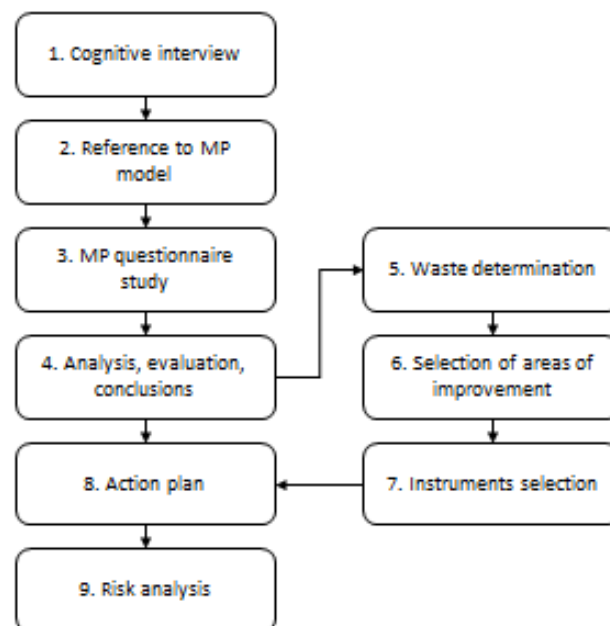 1. Cognitive interview
2. Reference to MP
model
3. MP questionnaire
study
4. Analysis, evaluation,
conclusions
5. Waste determination
6. Selection of areas of
improvement
7. Instruments selection
8. Action plan
9. Risk analysis